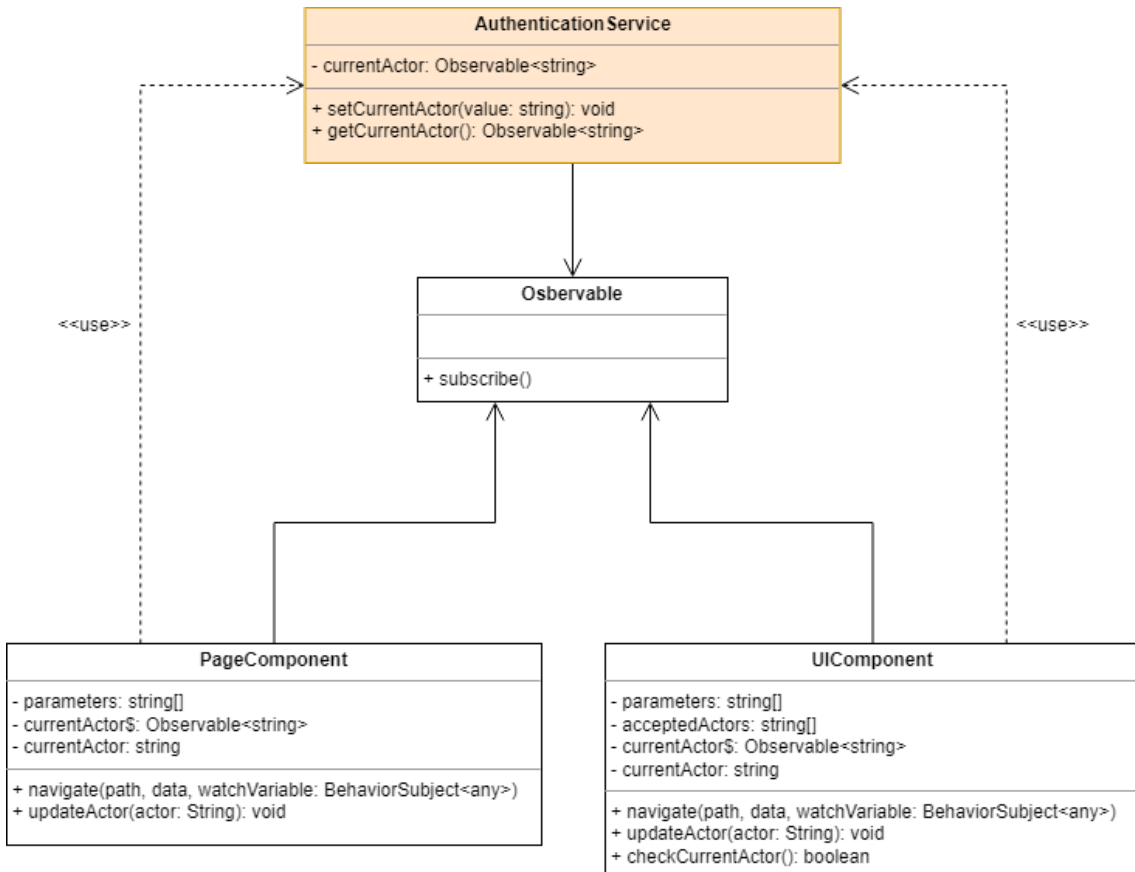 AuthenticationService
- currentActor: Observable<string>
+ setCurrentActor(value: string): void
+ getCurrentActor(): Observable<string>
Osbervable
<<use>>
<<use>>
+ subscribe()
PageComponent
- parameters: string[]
- currentActor$: Observable<string>
- currentActor: string
+ navigate(path, data, watchVariable: BehaviorSubject<any>)
+ updateActor(actor: String): void
UIComponent
- parameters: string[]
- acceptedActors: string[]
- currentActor$: Observable<string>
- currentActor: string
+ navigate(path, data, watchVariable: BehaviorSubject<any>)
+ updateActor(actor: String): void
+ checkCurrentActor(): boolean